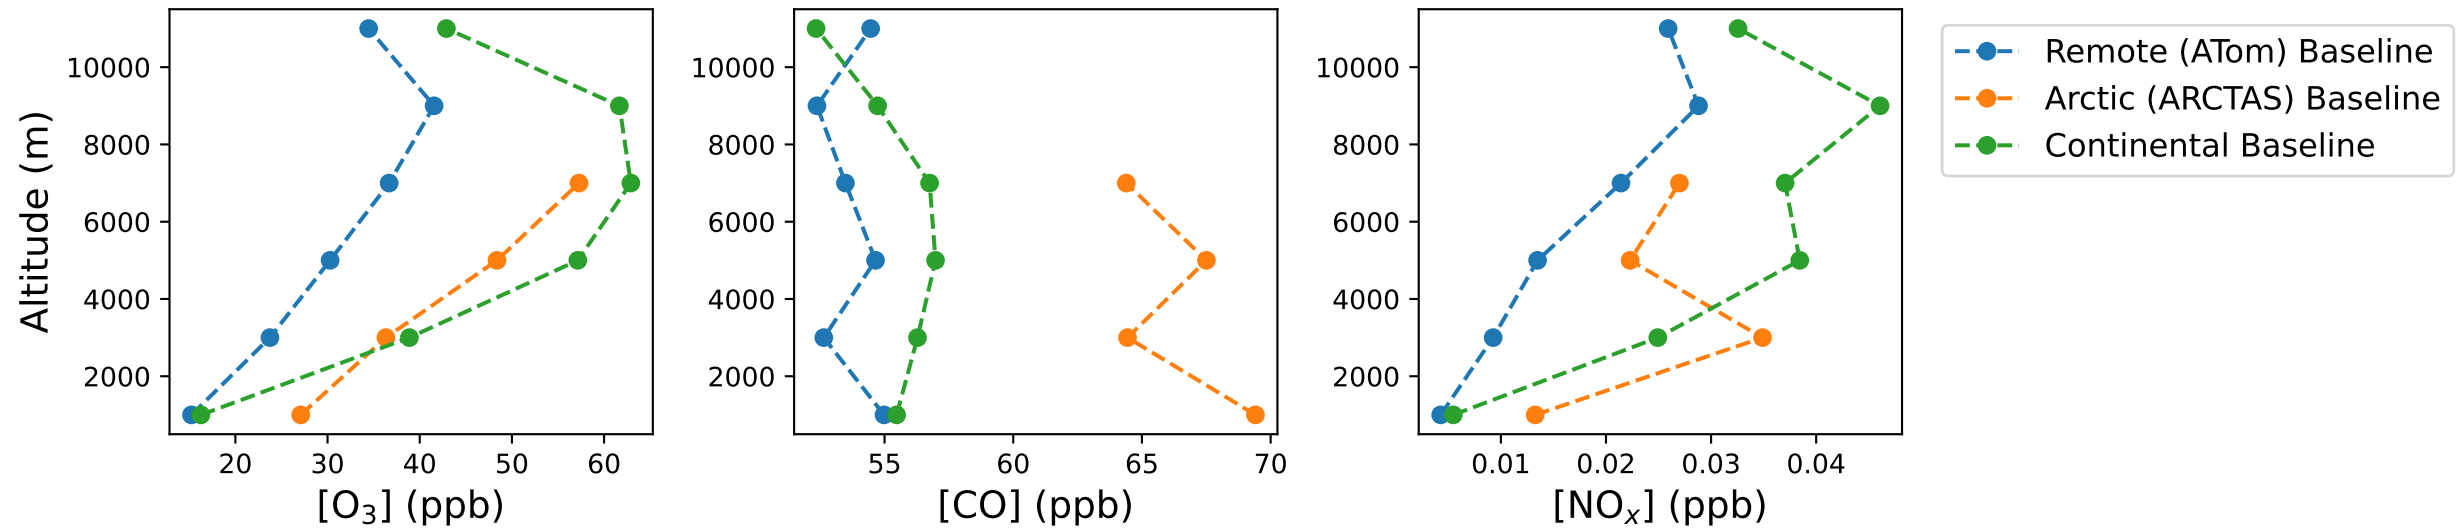 Altitude (m)
10000
8000
6000
4000
2000
20 30 40 50 60
[O₃] (ppb)
10000
8000
6000
4000
2000
55 60 65 70
[CO] (ppb)
10000
8000
6000
4000
2000
0.01 0.02 0.03 0.04
[NOₓ] (ppb)
Remote (ATom) Baseline
Arctic (ARCTAS) Baseline
Continental Baseline